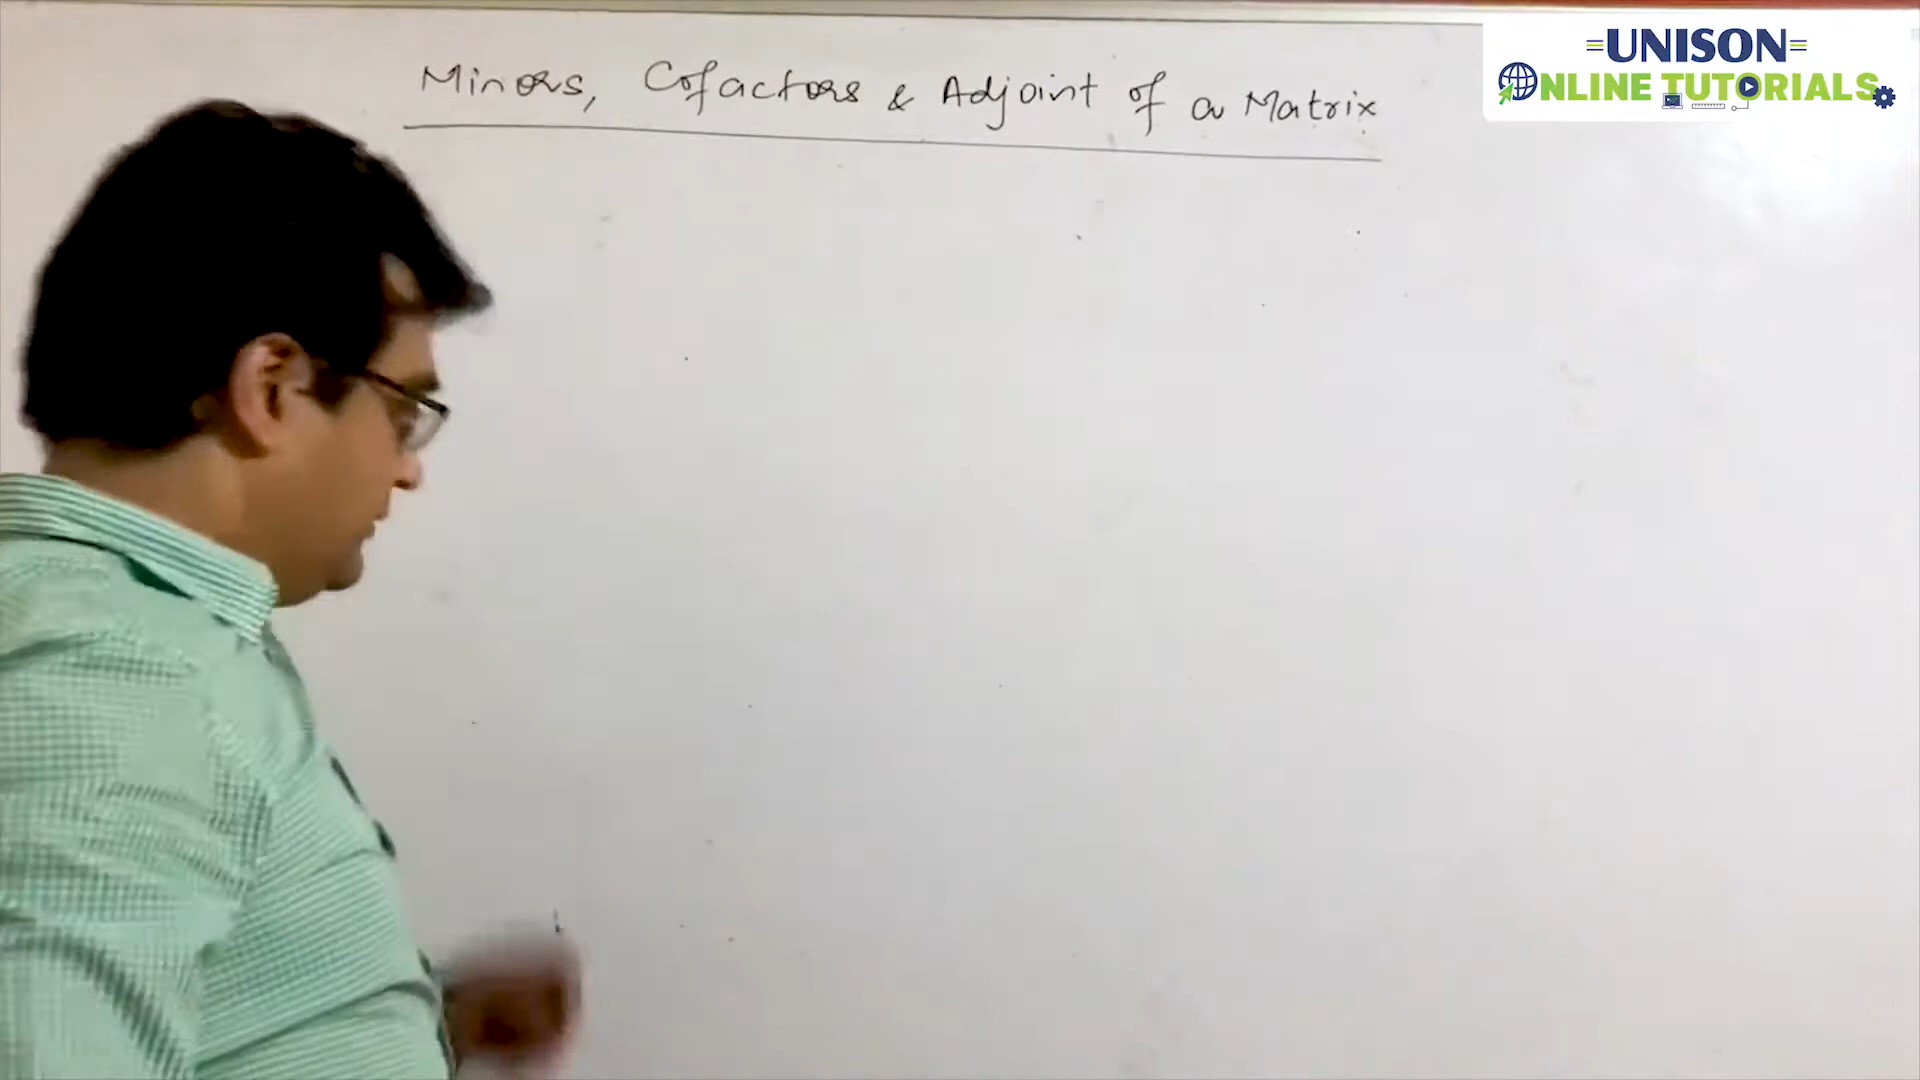 Minors, Cofactors & Adjoint of a Matrix
UNISON
ONLINE TUTORIALS